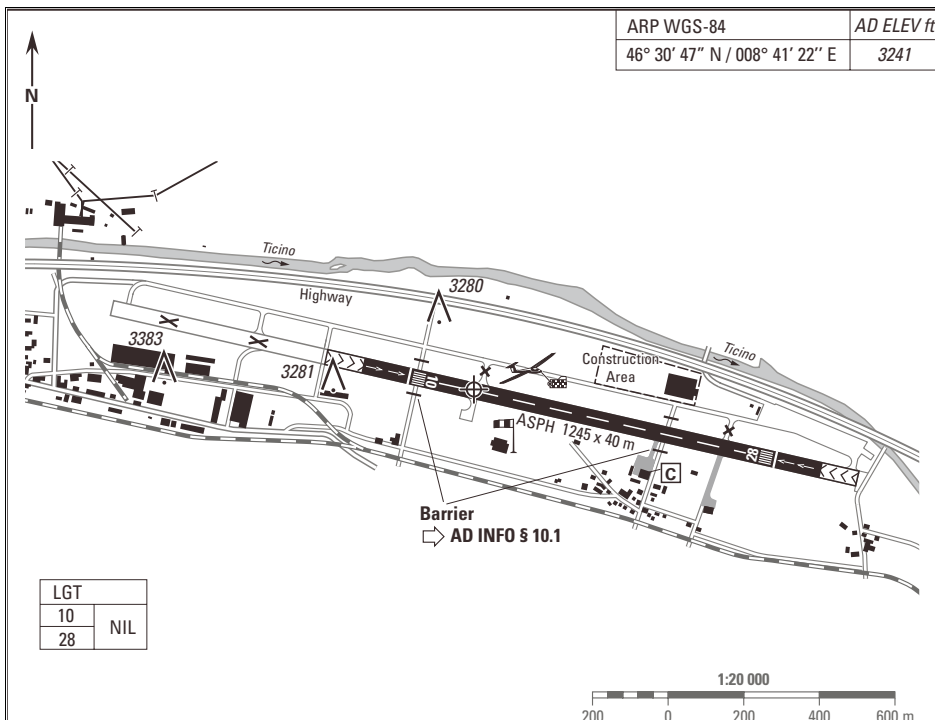 ARP WGS-84
AD ELEV ft
46° 30′ 47″ N / 008° 41′ 22′′ E
3241
N
Ticino
3280
Highway
Ticino
3383
3281
Construction
Area
10
ASPH 1245 x 40 m
28
C
Barrier
AD INFO § 10.1
LGT
10
NIL
28
1:20 000
200 0 200 400 600 m